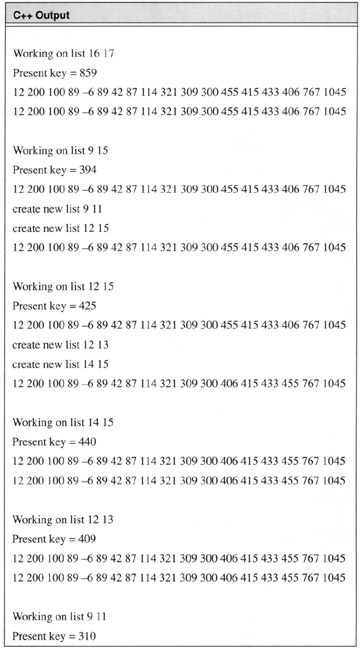 C++ Output
Working on list 16 17
Present key = 859
12 200 100 89 –6 89 42 87 114 321 309 300 455 415 433 406 767 1045
12 200 100 89 –6 89 42 87 114 321 309 300 455 415 433 406 767 1045
Working on list 9 15
Present key = 394
12 200 100 89 –6 89 42 87 114 321 309 300 455 415 433 406 767 1045
create new list 9 11
create new list 12 15
12 200 100 89 –6 89 42 87 114 321 309 300 455 415 433 406 767 1045
Working on list 12 15
Present key = 425
12 200 100 89 –6 89 42 87 114 321 309 300 455 415 433 406 767 1045
create new list 12 13
create new list 14 15
12 200 100 89 –6 89 42 87 114 321 309 300 406 415 433 455 767 1045
Working on list 14 15
Present key = 440
12 200 100 89 –6 89 42 87 114 321 309 300 406 415 433 455 767 1045
12 200 100 89 –6 89 42 87 114 321 309 300 406 415 433 455 767 1045
Working on list 12 13
Present key = 409
12 200 100 89 –6 89 42 87 114 321 309 300 406 415 433 455 767 1045
12 200 100 89 –6 89 42 87 114 321 309 300 406 415 433 455 767 1045
Working on list 9 11
Present key = 310